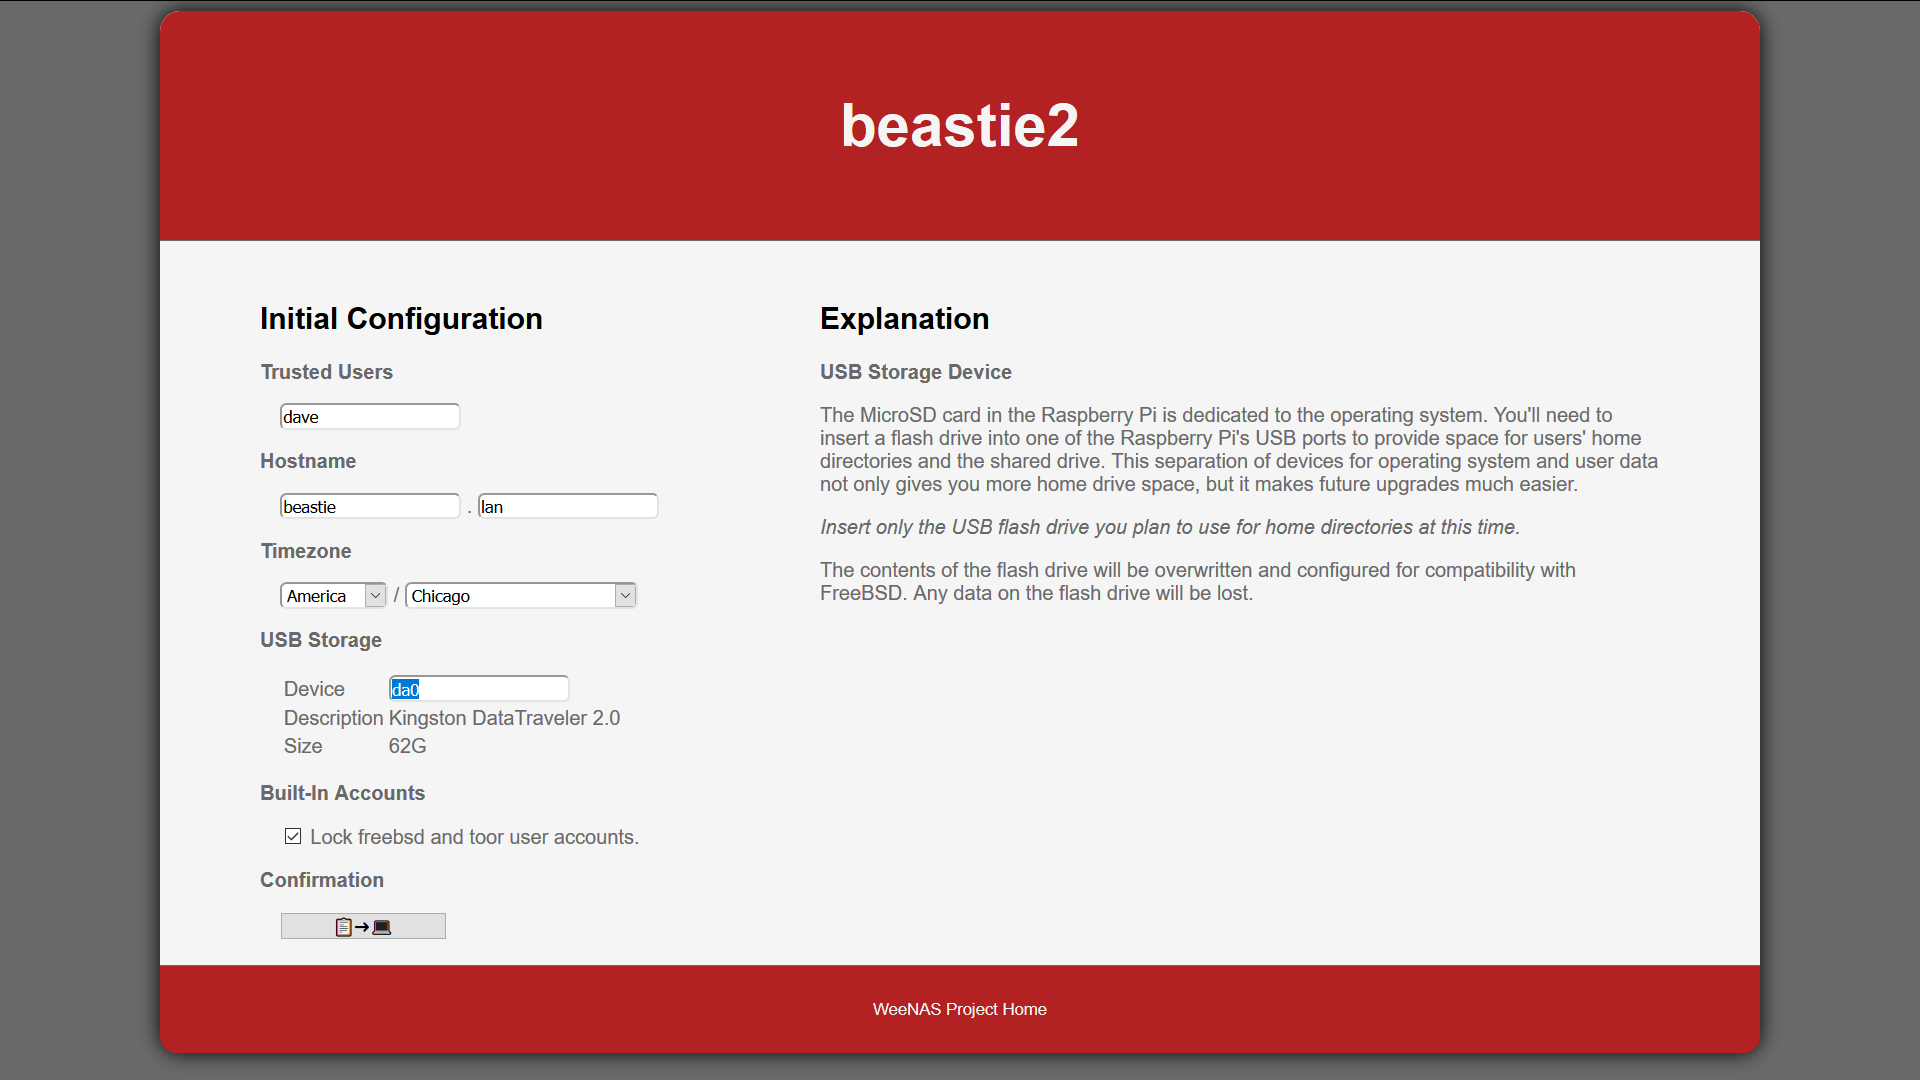 beastie2
Initial Configuration
Trusted Users
dave
Hostname
beastie . lan
Timezone
America / Chicago
USB Storage
Device da0
Description Kingston DataTraveler 2.0
Size 62G
Built-In Accounts
Lock freebsd and toor user accounts.
Confirmation
Explanation
USB Storage Device
The MicroSD card in the Raspberry Pi is dedicated to the operating system. You'll need to
insert a flash drive into one of the Raspberry Pi's USB ports to provide space for users' home
directories and the shared drive. This separation of devices for operating system and user data
not only gives you more home drive space, but it makes future upgrades much easier.
Insert only the USB flash drive you plan to use for home directories at this time.
The contents of the flash drive will be overwritten and configured for compatibility with
FreeBSD. Any data on the flash drive will be lost.
WeeNAS Project Home